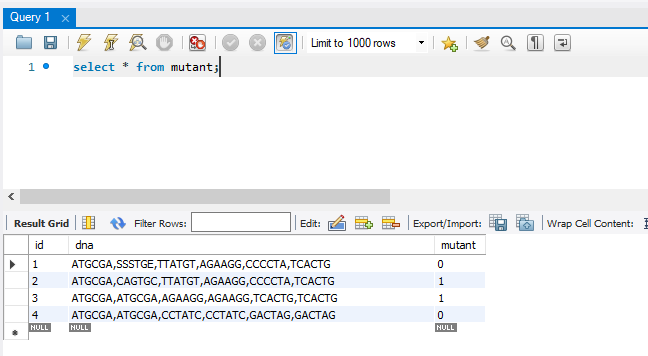 Query 1
Limit to 1000 rows
1 select * from mutant;
Result Grid Filter Rows: Edit: Export/Import: Wrap Cell Content:
id dna mutant
1 ATGCGA,SSSTGE,TTATGT,AGAAGG,CCCCTA,TCACTG 0
2 ATGCGA,CAGTGC,TTATGT,AGAAGG,CCCCTA,TCACTG 1
3 ATGCGA,ATGCGA,AGAAGG,AGAAGG,TCACTG,TCACTG 1
4 ATGCGA,ATGCGA,CCTATC,CCTATC,GACTAG,GACTAG 0
NULL NULL NULL